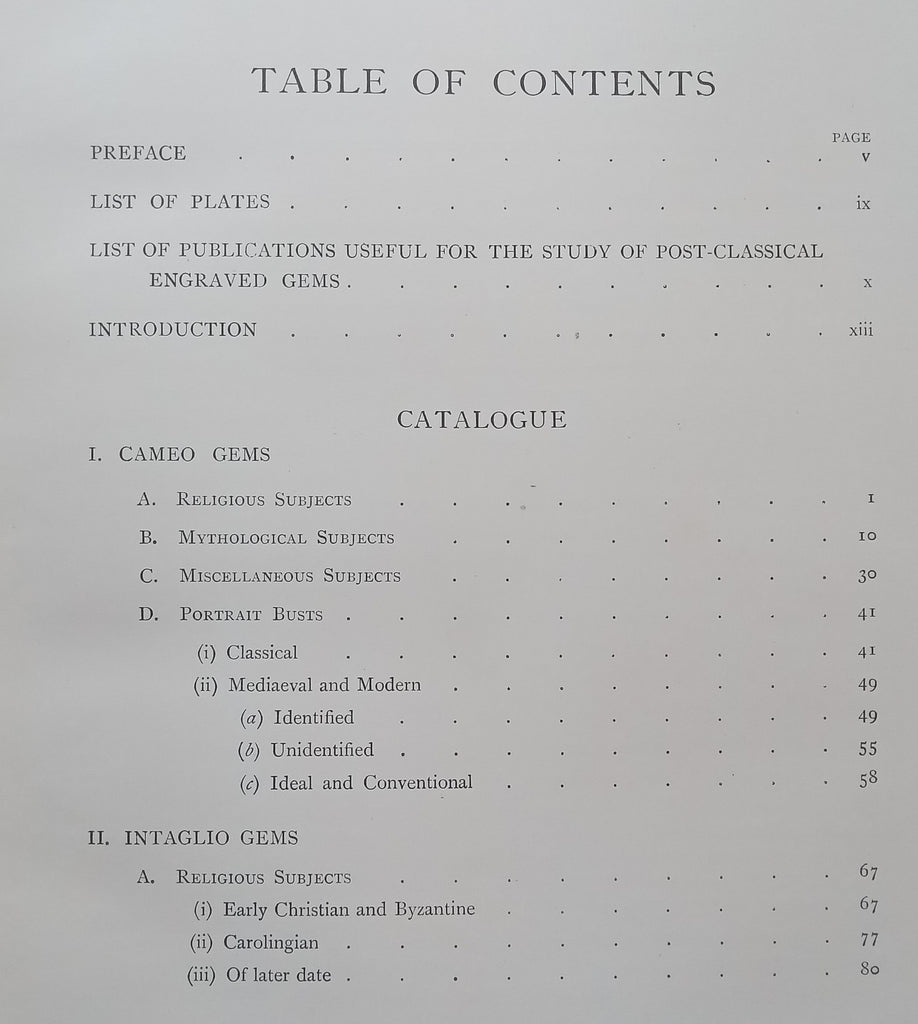 TABLE OF CONTENTS
PAGE
PREFACE . . . . . . . . . . . . v
LIST OF PLATES . . . . . . . . . . . ix
LIST OF PUBLICATIONS USEFUL FOR THE STUDY OF POST-CLASSICAL
ENGRAVED GEMS . . . . . . . . . . x
INTRODUCTION . . . . . . . . . . . xiii
CATALOGUE
I. CAMEO GEMS
A. RELIGIOUS SUBJECTS . . . . . . . . . 1
B. MYTHOLOGICAL SUBJECTS . . . . . . . . 10
C. MISCELLANEOUS SUBJECTS . . . . . . . . 30
D. PORTRAIT BUSTS . . . . . . . . . . 41
(i) Classical . . . . . . . . . . 41
(ii) Mediaeval and Modern . . . . . . . . 49
(a) Identified . . . . . . . . . 49
(b) Unidentified . . . . . . . . . 55
(c) Ideal and Conventional . . . . . . . 58
II. INTAGLIO GEMS
A. RELIGIOUS SUBJECTS . . . . . . . . . 67
(i) Early Christian and Byzantine . . . . . . . 67
(ii) Carolingian . . . . . . . . . . 77
(iii) Of later date . . . . . . . . . . 80